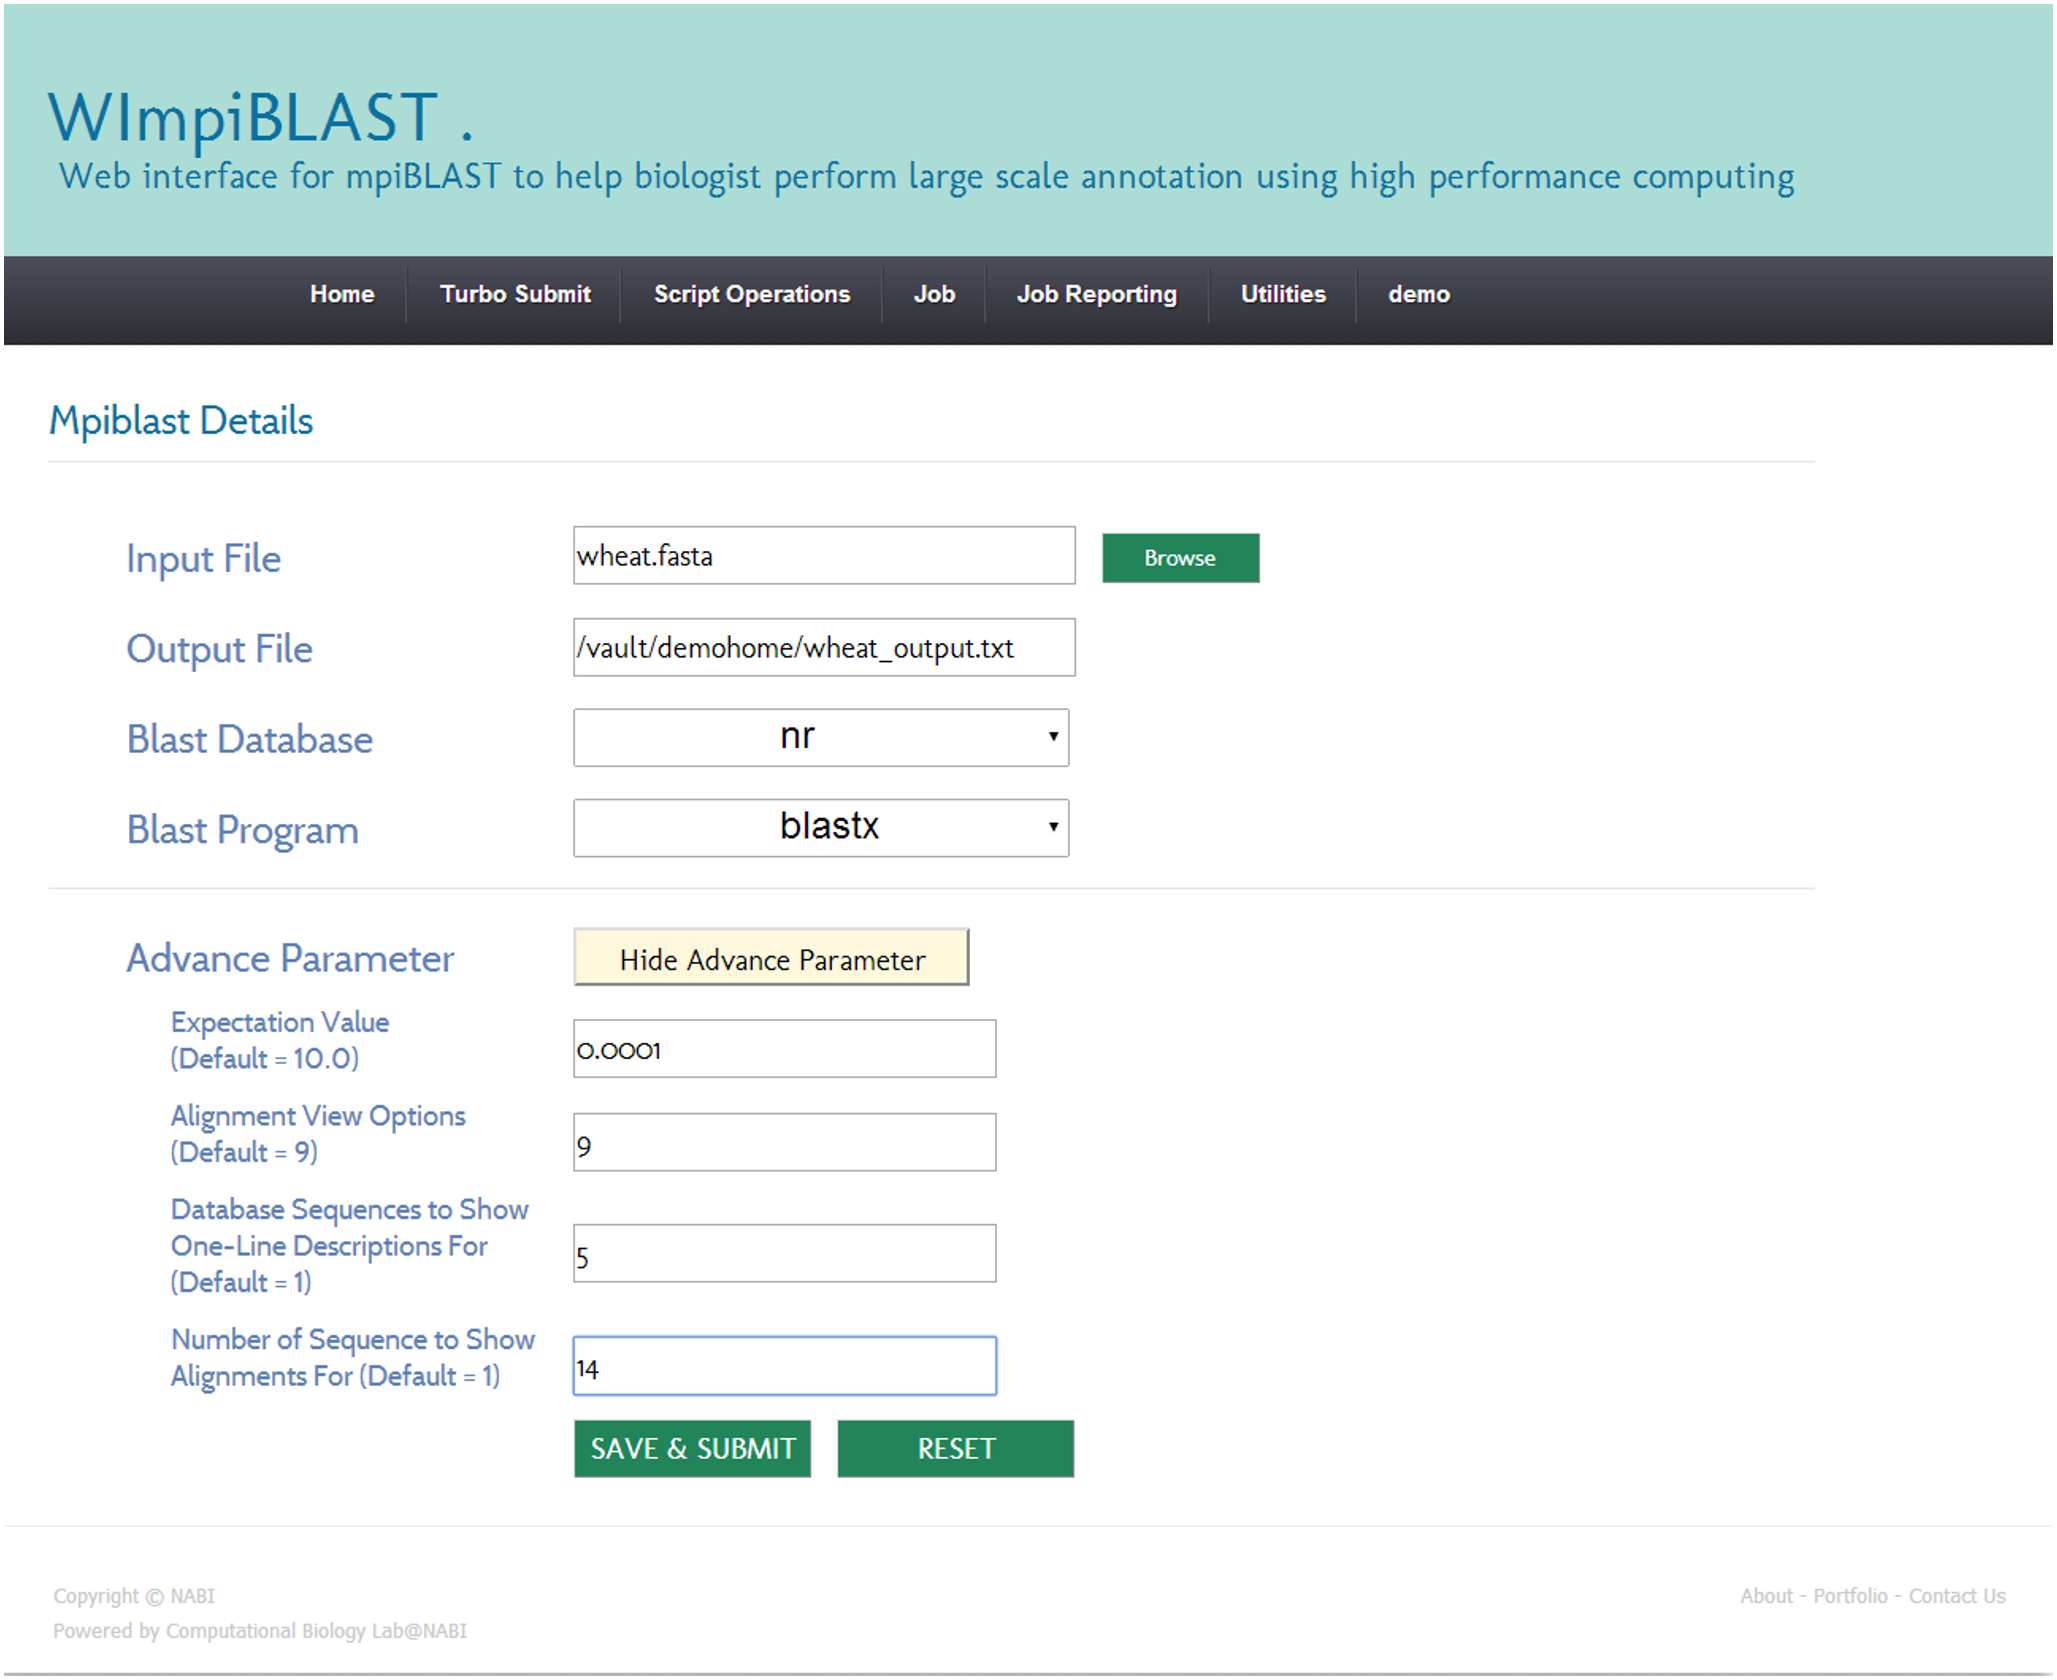 WImpiBLAST .
Web interface for mpiBLAST to help biologist perform large scale annotation using high performance computing
Home Turbo Submit Script Operations Job Job Reporting Utilities demo
Mpiblast Details
Input File wheat.fasta Browse
Output File /vault/demohome/wheat_output.txt
Blast Database nr
Blast Program blastx
Advance Parameter Hide Advance Parameter
Expectation Value
(Default = 10.0)
0.0001
Alignment View Options
(Default = 9)
9
Database Sequences to Show
One-Line Descriptions For
(Default = 1)
5
Number of Sequence to Show
Alignments For (Default = 1)
14
SAVE & SUBMIT RESET
Copyright © NABI
About - Portfolio - Contact Us
Powered by Computational Biology Lab@NABI